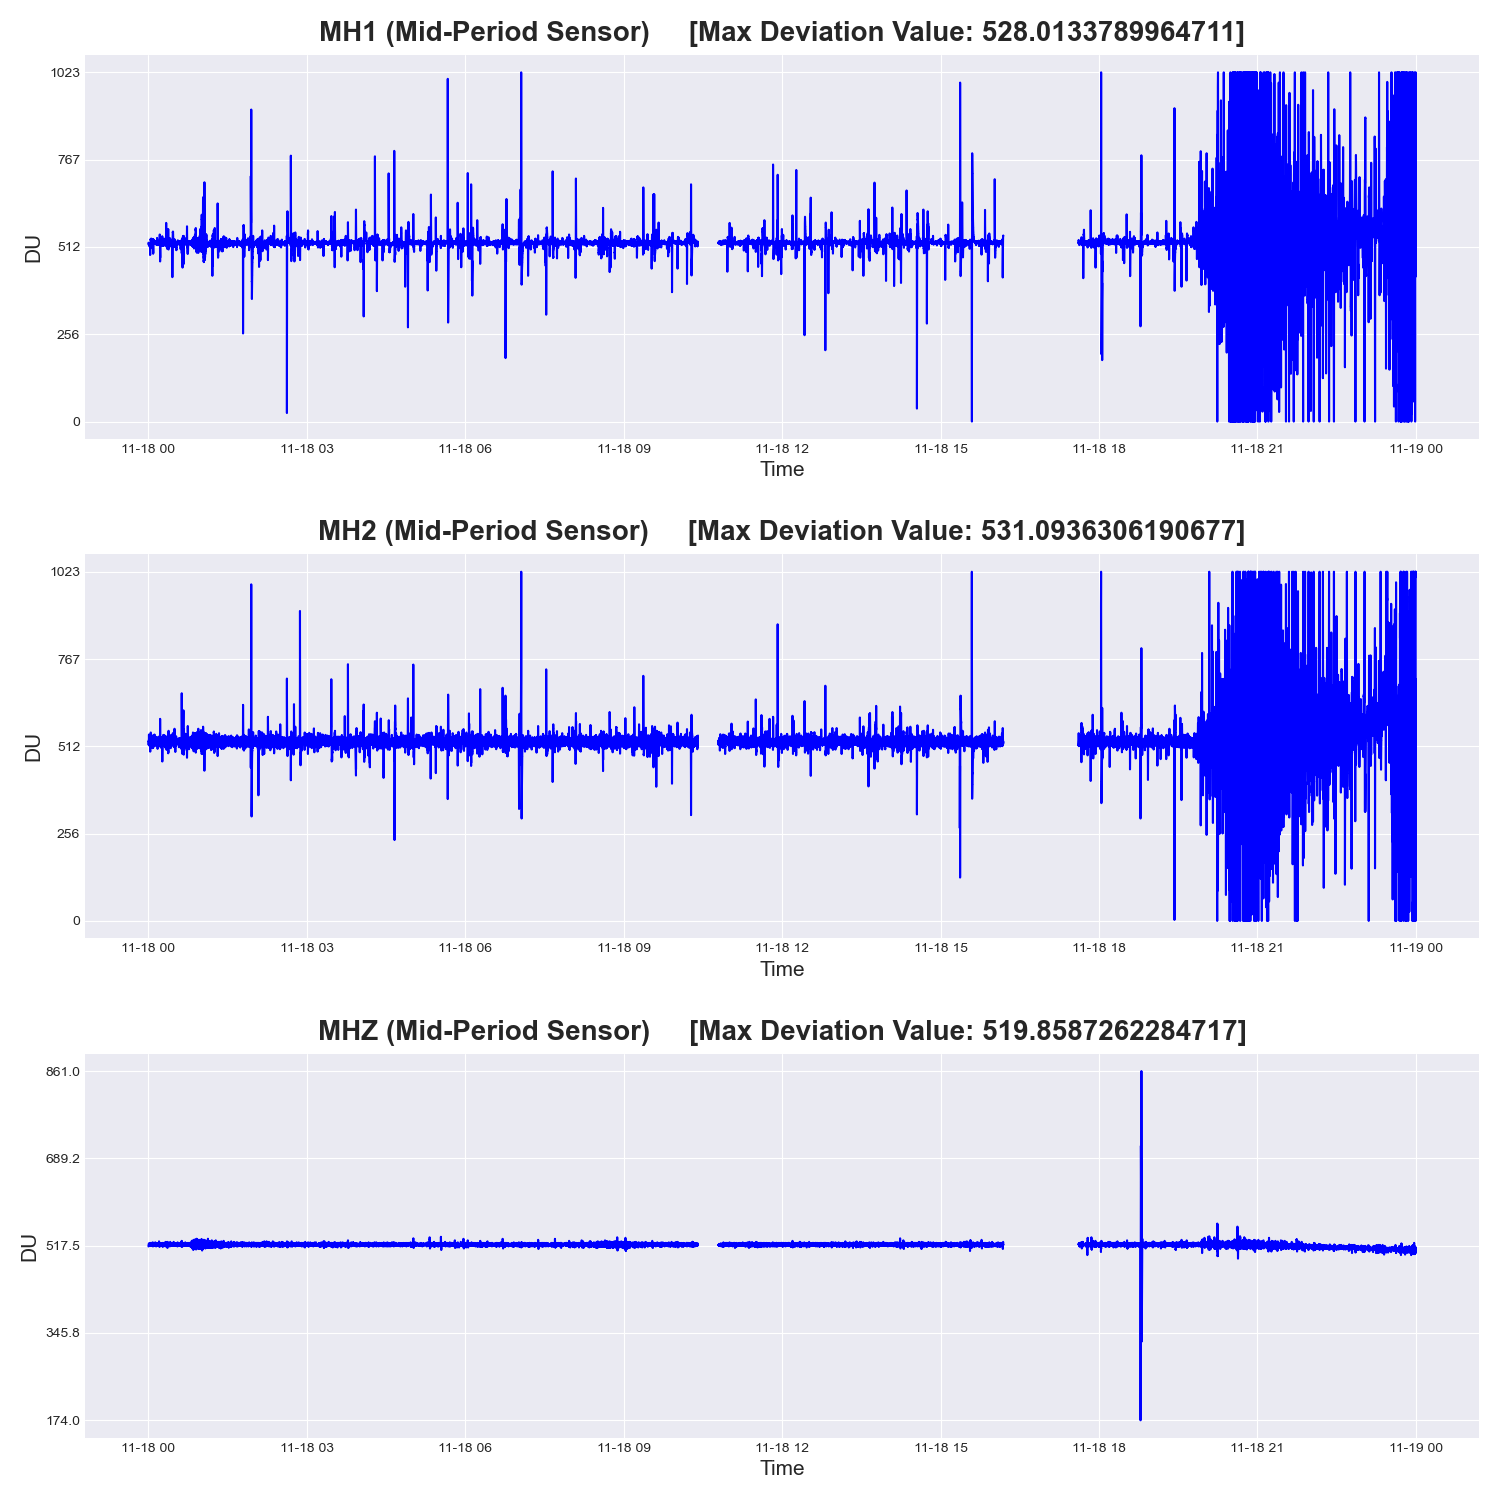 MH1 (Mid-Period Sensor) [Max Deviation Value: 528.0133789964711]
1023
767
512
256
0
DU
11-18 00 11-18 03 11-18 06 11-18 09 11-18 12 11-18 15 11-18 18 11-18 21 11-19 00
Time
MH2 (Mid-Period Sensor) [Max Deviation Value: 531.0936306190677]
1023
767
512
256
0
DU
11-18 00 11-18 03 11-18 06 11-18 09 11-18 12 11-18 15 11-18 18 11-18 21 11-19 00
Time
MHZ (Mid-Period Sensor) [Max Deviation Value: 519.8587262284717]
861.0
689.2
517.5
345.8
174.0
DU
11-18 00 11-18 03 11-18 06 11-18 09 11-18 12 11-18 15 11-18 18 11-18 21 11-19 00
Time